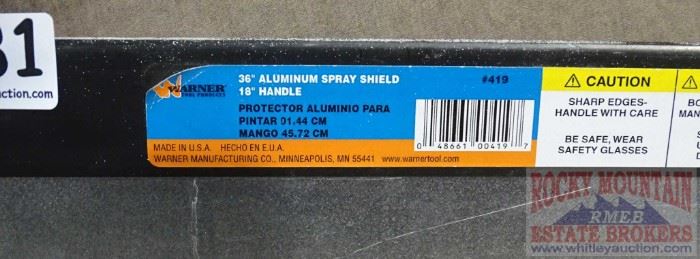 31
uction.com
WARNER
TOOL PRODUCTS
36" ALUMINUM SPRAY SHIELD
18" HANDLE
#419
PROTECTOR ALUMINIO PARA
PINTAR 01.44 CM
MANGO 45.72 CM
MADE IN U.S.A. HECHO EN E.U.A.
WARNER MANUFACTURING CO., MINNEAPOLIS, MN 55441 www.warnertool.com
0 48661 00419 7
CAUTION
SHARP EDGES-
HANDLE WITH CARE
BE SAFE, WEAR
SAFETY GLASSES
BO
MAN
ROCKY MOUNTAIN
RMEB
ESTATE BROKERS
www.whitleyauction.com